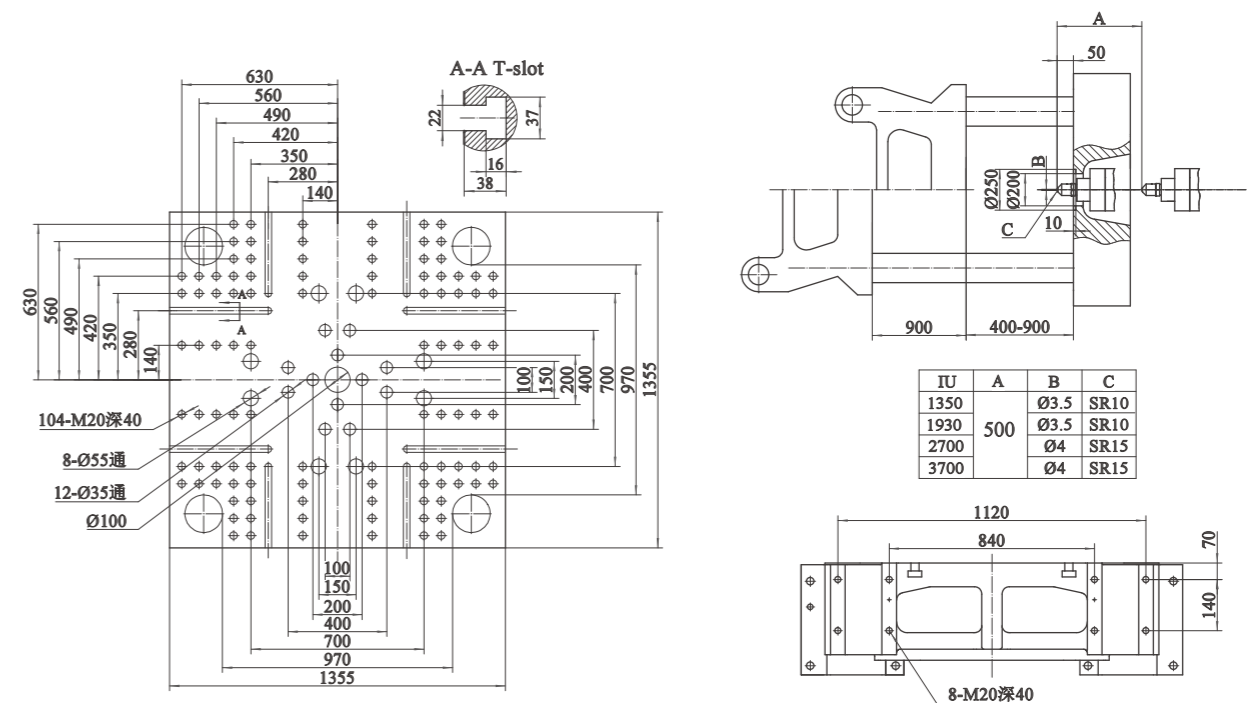 A-A T-slot
22
37
16
38
630
560
490
420
350
280
140
630
560
490
420
350
280
140
A
A
100
150
200
400
700
970
1355
104-M20深40
8-Ø55通
12-Ø35通
Ø100
100
150
200
400
700
970
1355
A
50
B
Ø250
Ø200
C
10
900
400-900
IU A B C
1350 500 Ø3.5 SR10
1930 Ø3.5 SR10
2700 Ø4 SR15
3700 Ø4 SR15
1120
840
70
140
8-M20深40